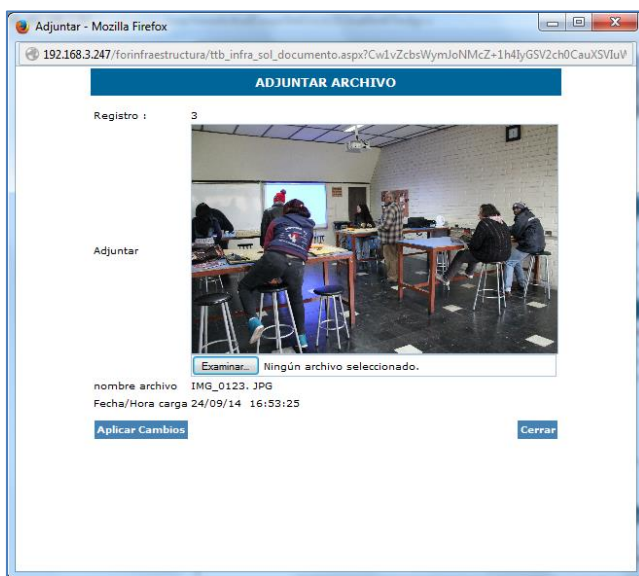 Adjuntar - Mozilla Firefox
192.168.3.247/forinfraestructura/ttb_infra_sol_documento.aspx?Cw1vZcbsWymJoNMcZ+1h4IyGSV2ch0CauXSVIuV
ADJUNTAR ARCHIVO
Registro : 3
Adjuntar
Examinar... Ningún archivo seleccionado.
nombre archivo IMG_0123. JPG
Fecha/Hora carga 24/09/14 16:53:25
Aplicar Cambios Cerrar